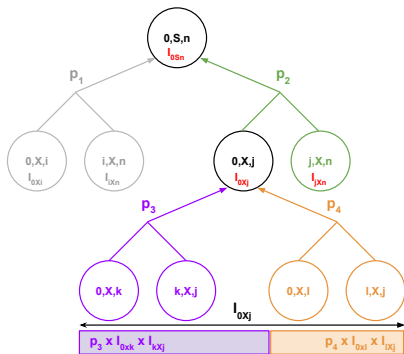 0,S,n
I0Sn
p1
p2
0,X,i
I0Xi
i,X,n
IiXn
0,X,j
I0Xj
j,X,n
IjXn
p3
p4
0,X,k
k,X,j
0,X,l
l,X,j
I0Xj
p3 x I0xk x IkXj
p4 x I0xl x IlXj